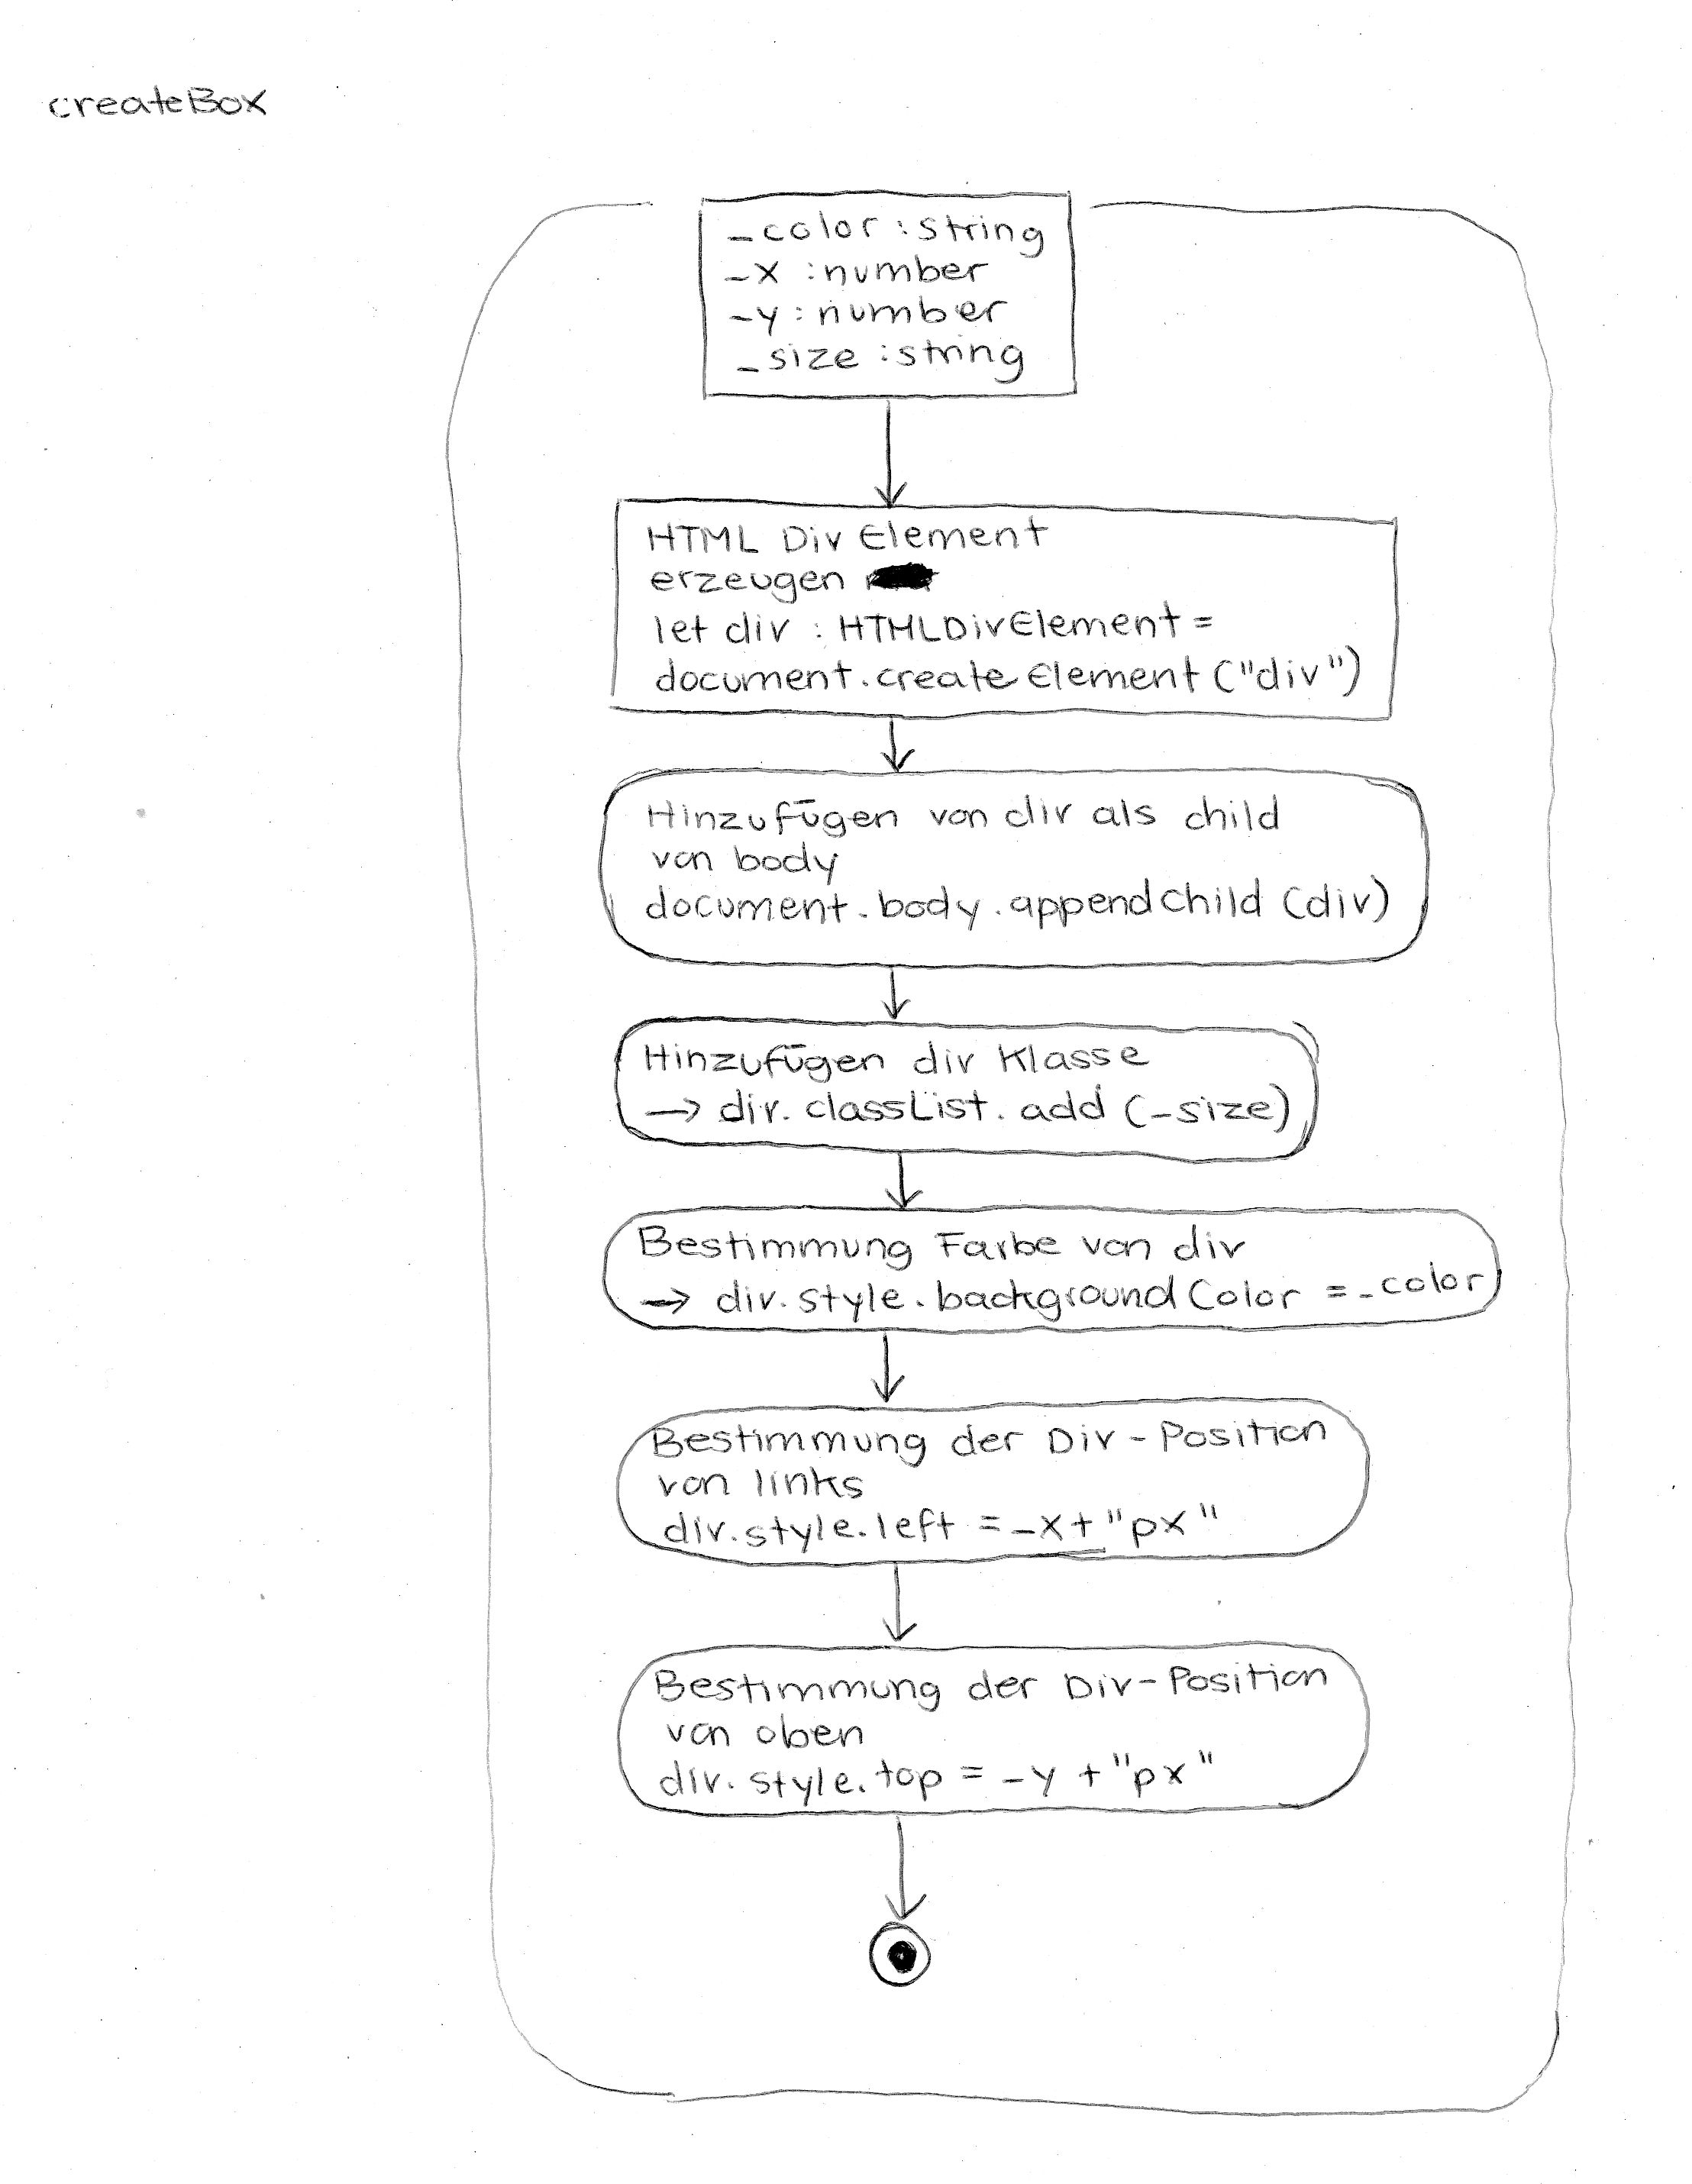 createBox
_color : string
_x : number
_y : number
_size : string
HTML Div Element
erzeugen
let div : HTMLDivElement =
document.createElement ("div")
Hinzufügen von div als child
von body
document.body.appendChild (div)
Hinzufügen div Klasse
→ div.classList.add (_size)
Bestimmung Farbe von div
→ div.style.backgroundColor = _color
Bestimmung der Div-Position
von links
div.style.left = _x + "px"
Bestimmung der Div-Position
von oben
div.style.top = _y + "px"